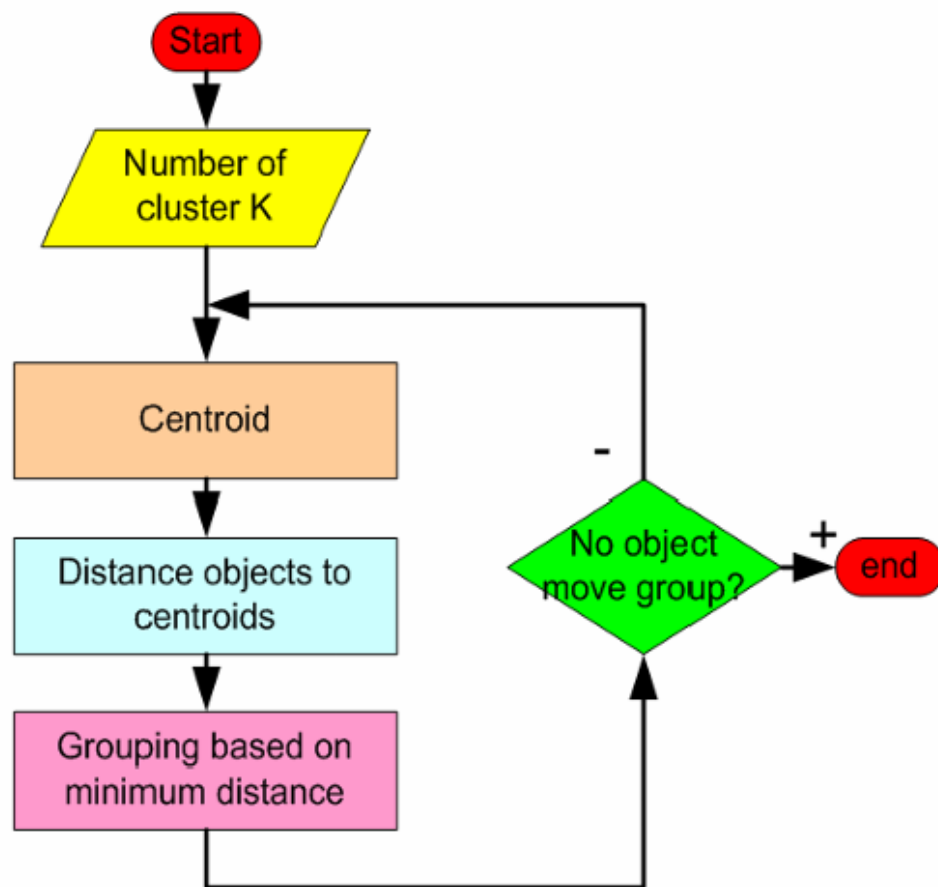 Start
Number of
cluster K
Centroid
Distance objects to
centroids
Grouping based on
minimum distance
-
No object
move group?
+
end